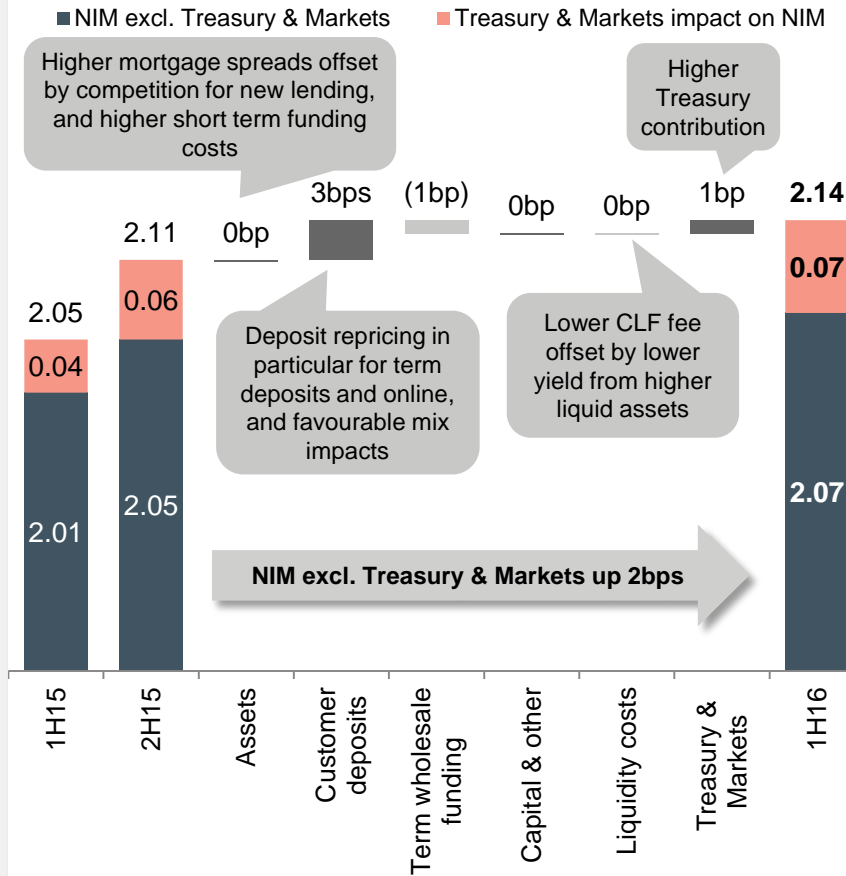 NIM excl. Treasury & Markets
Treasury & Markets impact on NIM
Higher mortgage spreads offset
by competition for new lending,
and higher short term funding
costs
Higher
Treasury
contribution
2.05
0.04
2.01
2.11
0.06
2.05
0bp
3bps
(1bp)
0bp
0bp
1bp
2.14
0.07
2.07
Deposit repricing in
particular for term
deposits and online,
and favourable mix
impacts
Lower CLF fee
offset by lower
yield from higher
liquid assets
NIM excl. Treasury & Markets up 2bps
1H15
2H15
Assets
Customer
deposits
Term wholesale
funding
Capital & other
Liquidity costs
Treasury &
Markets
1H16